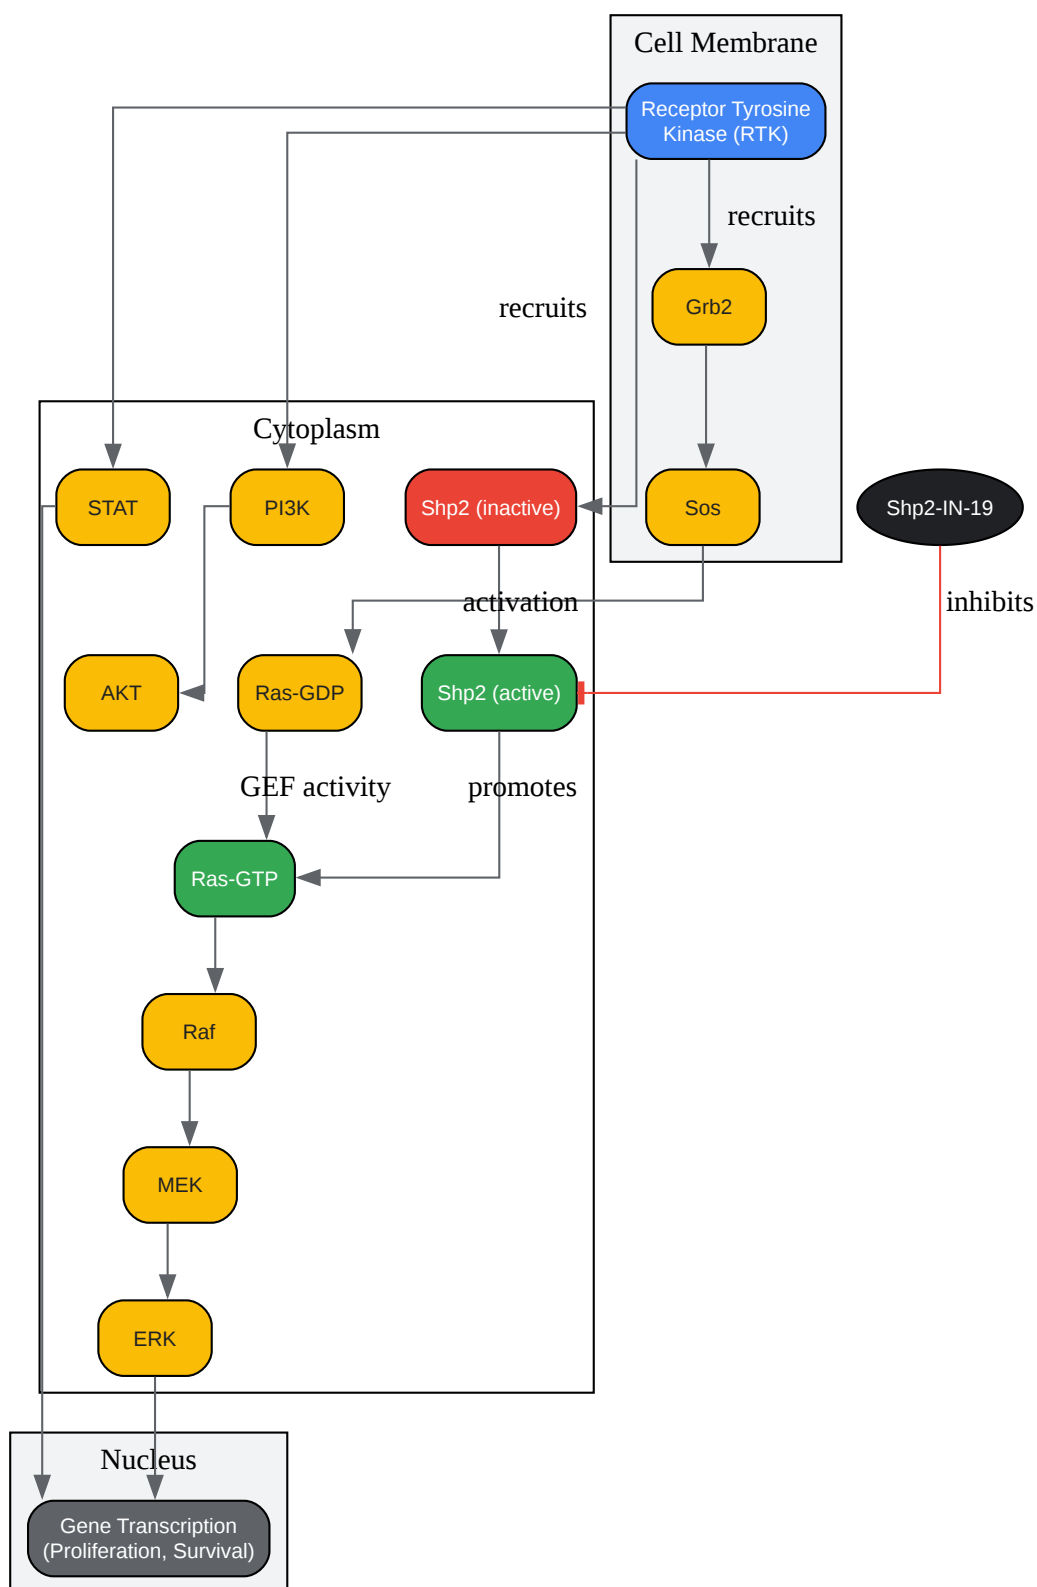 Cell Membrane
Receptor Tyrosine
Kinase (RTK)
recruits
recruits
Grb2
Cytoplasm
STAT
PI3K
Shp2 (inactive)
Sos
Shp2-IN-19
activation
inhibits
AKT
Ras-GDP
Shp2 (active)
GEF activity
promotes
Ras-GTP
Raf
MEK
ERK
Nucleus
Gene Transcription
(Proliferation, Survival)